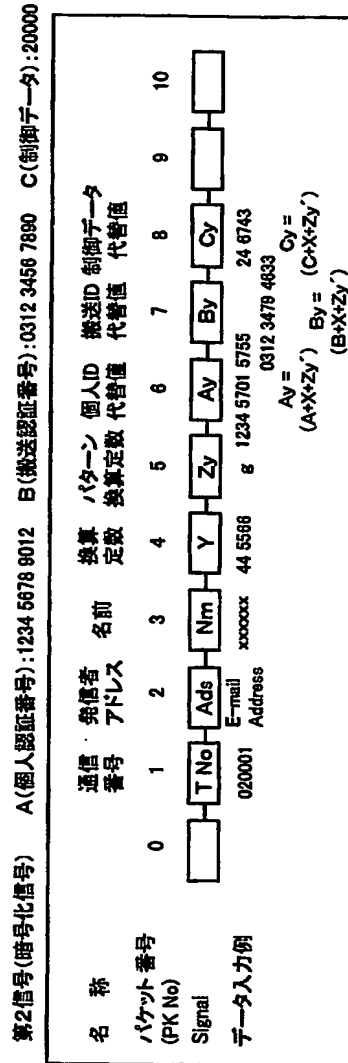 第2信号(暗号化信号) A(個人認証番号):1234 5678 9012 B(搬送認証番号):0312 3456 7890 C(制御データ):20000
名 称 通信番号 発信者アドレス 名前 換算定数 パターン換算定数 個人ID代替値 搬送ID代替値 制御データ代替値
パケット番号 0 1 2 3 4 5 6 7 8 9 10
(PK No)
Signal T No Ads Nm Y Zy Ay By Cy
データ入力例 020001 E-mail Address xxxxxx 44 5566 g 1234 5701 5755 24 6743
0312 3479 4633
Ay = (A+X+Zy´) Cy = (C+X+Zy´)
By = (B+X+Zy´)